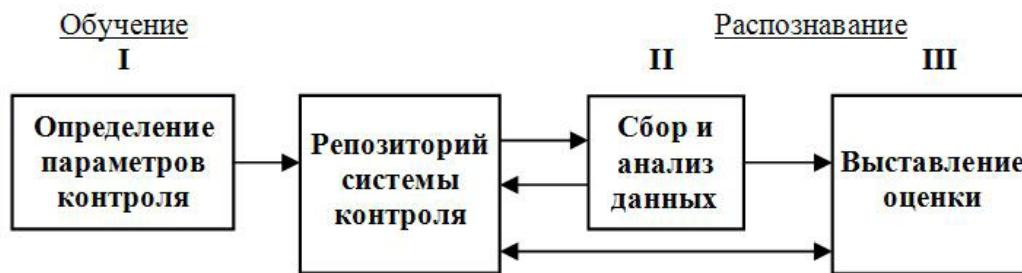 Обучение
Распознавание
I
II
III
Определение
параметров
контроля
Репозиторий
системы
контроля
Сбор и
анализ
данных
Выставление
оценки